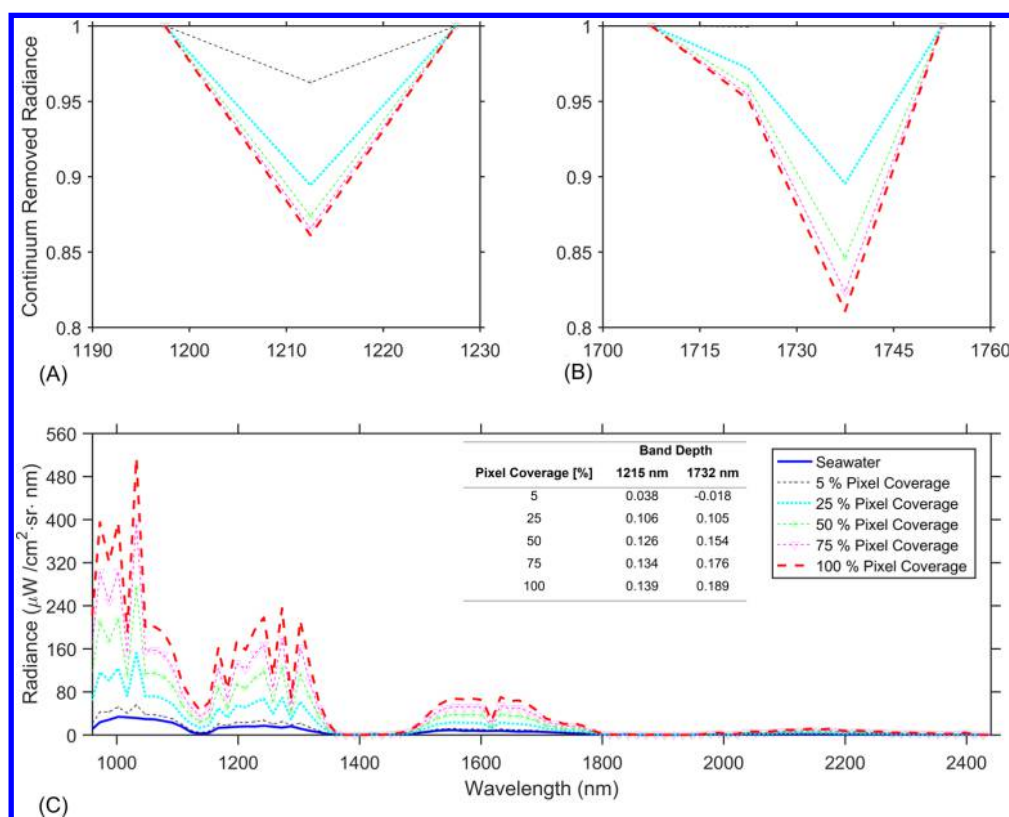 Continuum Removed Radiance
1
0.95
0.9
0.85
0.8
1190
1200
1210
1220
1230
(A)
1
0.95
0.9
0.85
0.8
1700
1715
1730
1745
1760
(B)
Radiance (μW /cm²·sr· nm)
560
480
400
320
240
160
80
0
Band Depth
Pixel Coverage [%] 1215 nm 1732 nm
5 0.038 -0.018
25 0.106 0.105
50 0.126 0.154
75 0.134 0.176
100 0.139 0.189
Seawater
5 % Pixel Coverage
25 % Pixel Coverage
50 % Pixel Coverage
75 % Pixel Coverage
100 % Pixel Coverage
1000
1200
1400
1600
1800
2000
2200
2400
Wavelength (nm)
(C)